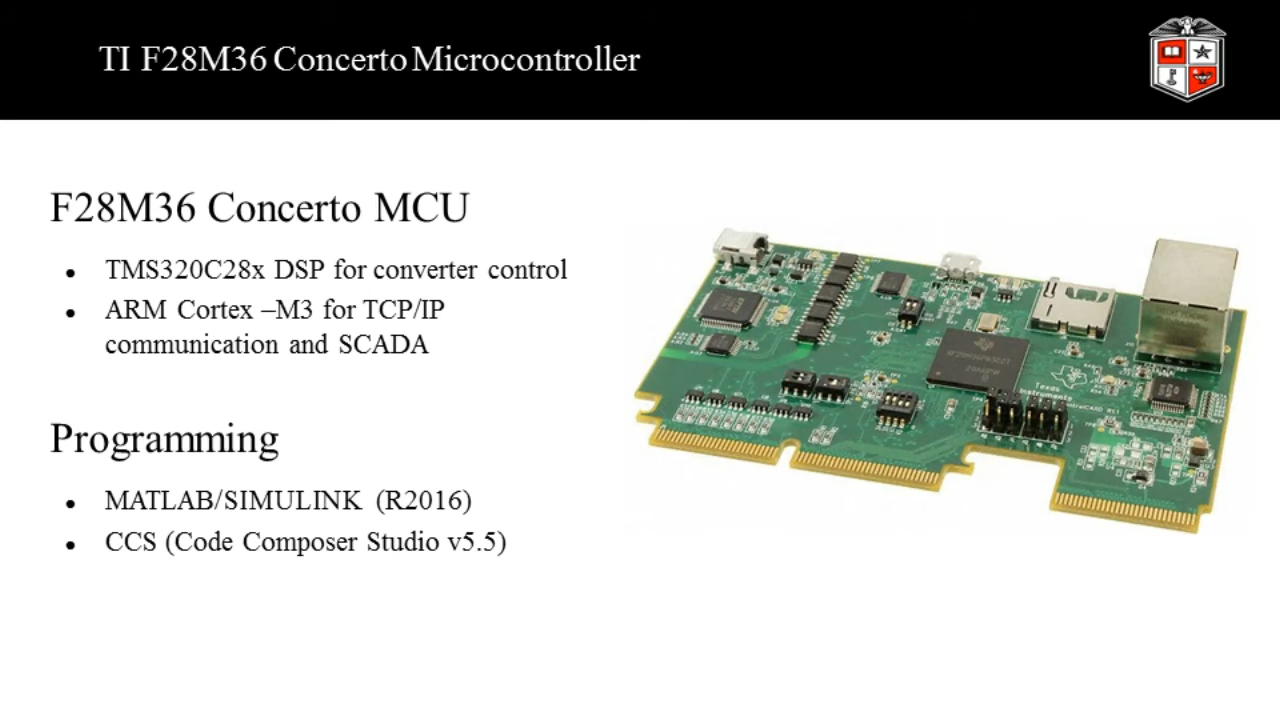 TI F28M36 Concerto Microcontroller
F28M36 Concerto MCU
• TMS320C28x DSP for converter control
• ARM Cortex –M3 for TCP/IP
communication and SCADA
Programming
• MATLAB/SIMULINK (R2016)
• CCS (Code Composer Studio v5.5)
Texas
Instruments